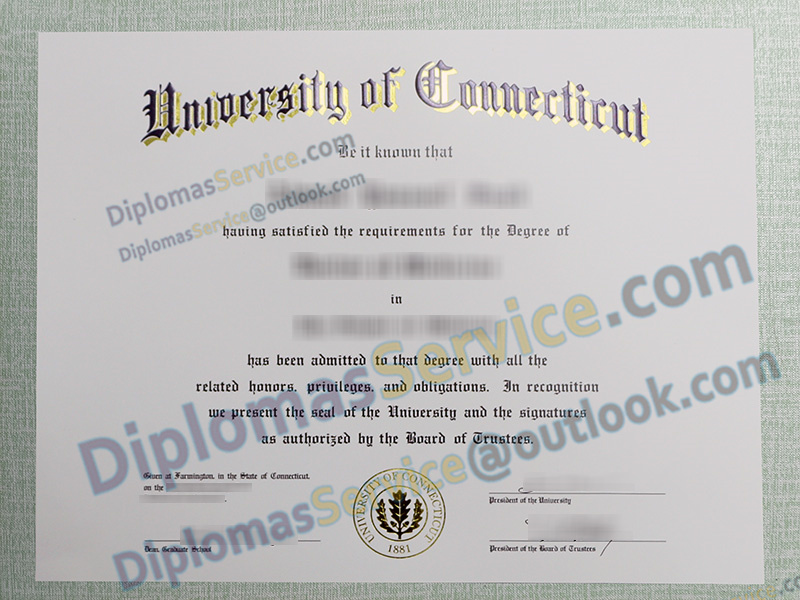 University of Connecticut
Be it known that
DiplomasService.com
DiplomasService@outlook.com
having satisfied the requirements for the Degree of
in
DiplomasService.com
has been admitted to that degree with all the
related honors, privileges, and obligations. In recognition
we present the seal of the University and the signatures
as authorized by the Board of Trustees.
DiplomasService@outlook.com
Given at Farmington, in the State of Connecticut,
on the
UNIVERSITY OF CONNECTICUT
1881
President of the University
Dean, Graduate School
President of the Board of Trustees